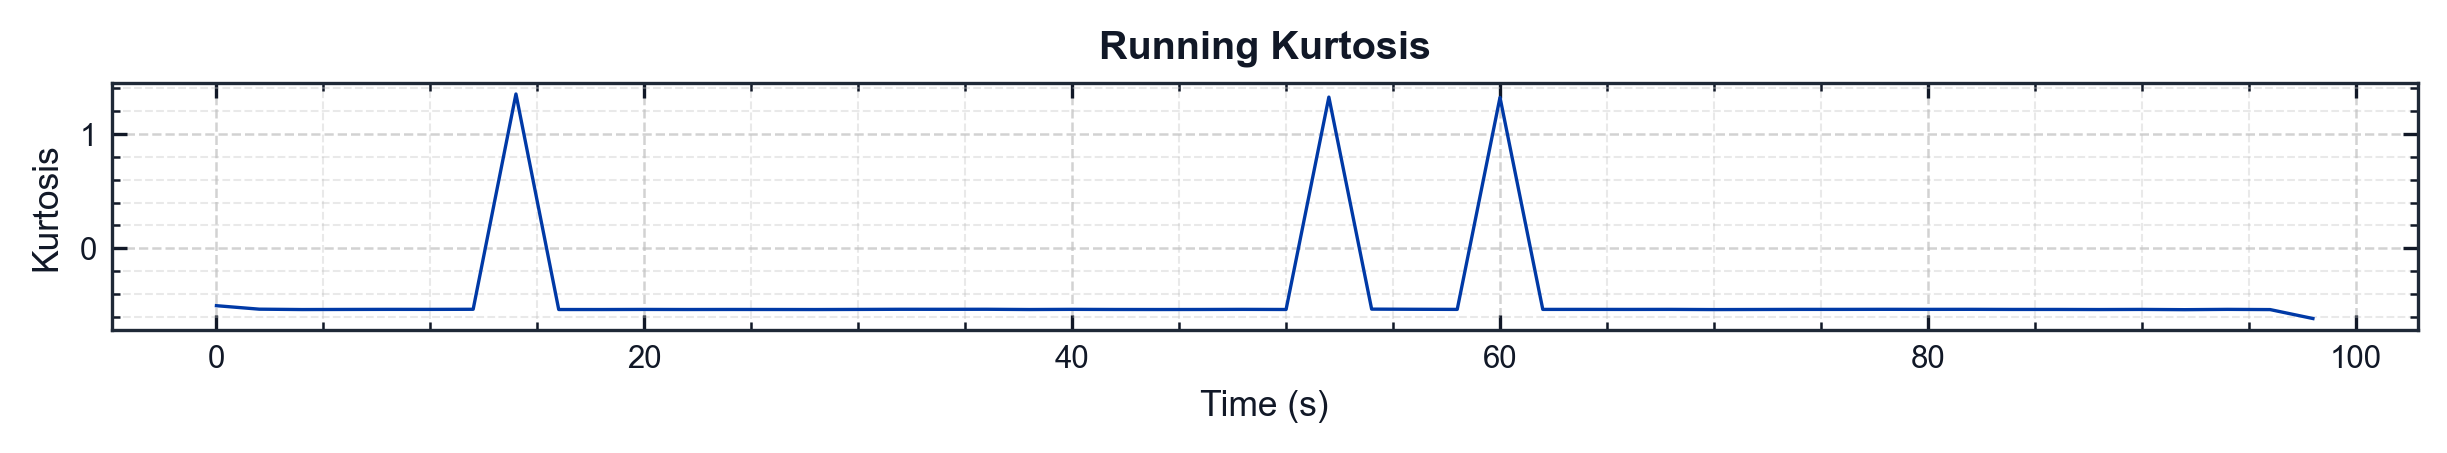 Running Kurtosis
Kurtosis
1
0
0 20 40 60 80 100
Time (s)